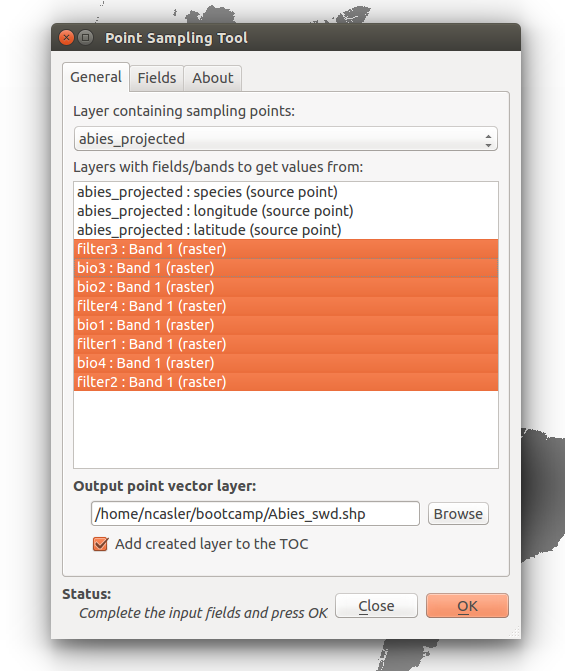 Point Sampling Tool
General Fields About
Layer containing sampling points:
abies_projected
Layers with fields/bands to get values from:
abies_projected : species (source point)
abies_projected : longitude (source point)
abies_projected : latitude (source point)
filter3 : Band 1 (raster)
bio3 : Band 1 (raster)
bio2 : Band 1 (raster)
filter4 : Band 1 (raster)
bio1 : Band 1 (raster)
filter1 : Band 1 (raster)
bio4 : Band 1 (raster)
filter2 : Band 1 (raster)
Output point vector layer:
/home/ncasler/bootcamp/Abies_swd.shp Browse
Add created layer to the TOC
Status:
Complete the input fields and press OK Close OK